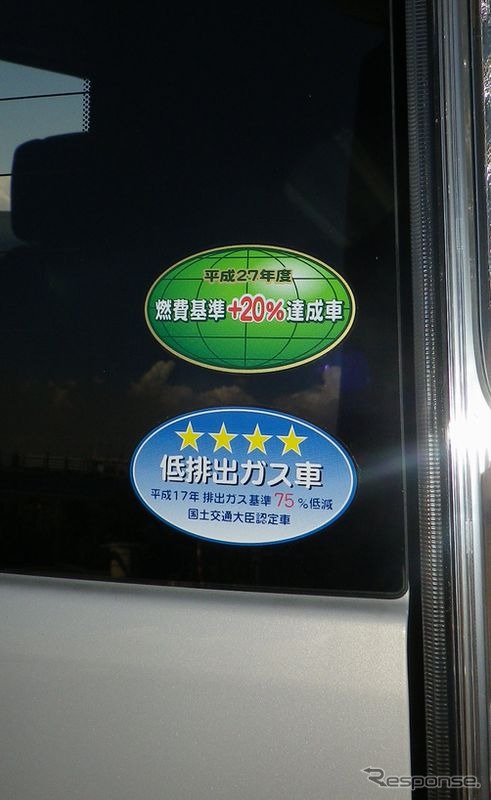 平成27年度
燃費基準+20%達成車
★★★★
低排出ガス車
平成17年 排出ガス基準 75 %低減
国土交通大臣認定車
Response.